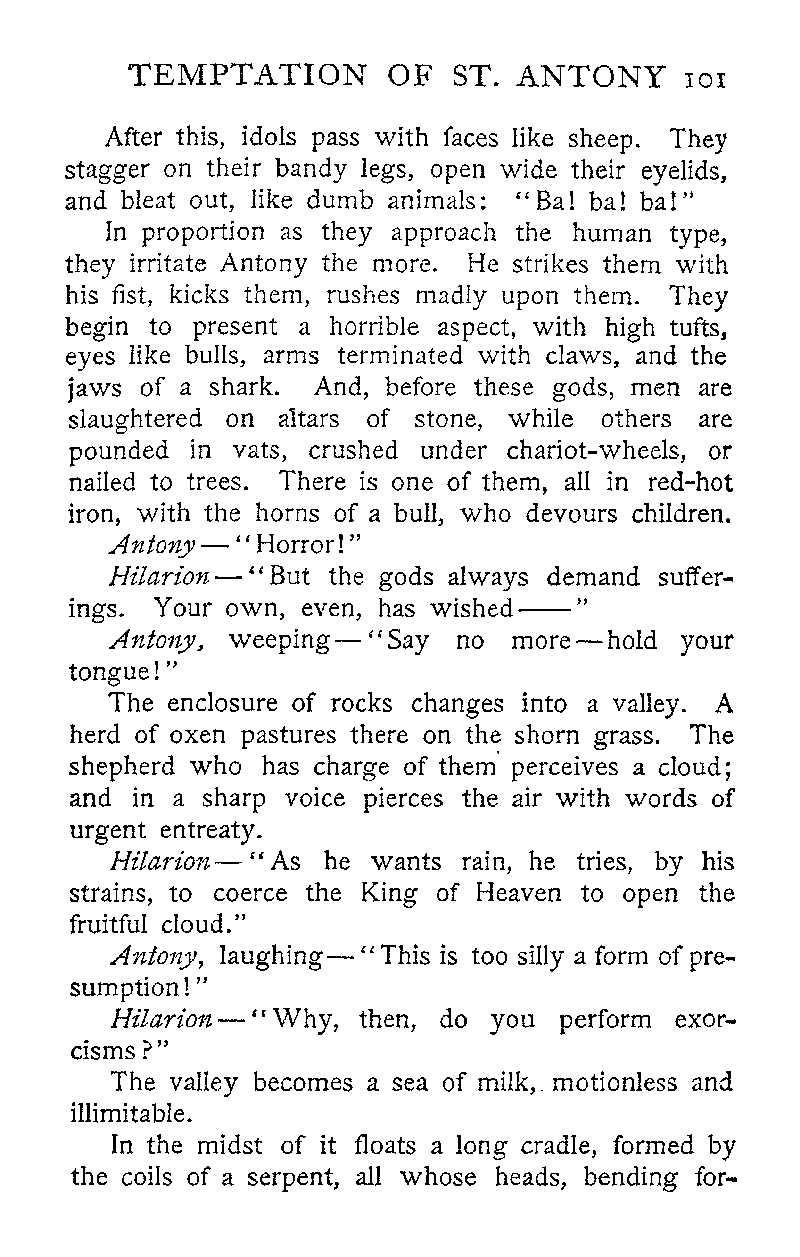 TEMPTATION OF ST. ANTONY 101
After this, idols pass with faces like sheep. They
stagger on their bandy legs, open wide their eyelids,
and bleat out, like dumb animals: "Ba! ba! ba!"
In proportion as they approach the human type,
they irritate Antony the more. He strikes them with
his fist, kicks them, rushes madly upon them. They
begin to present a horrible aspect, with high tufts,
eyes like bulls, arms terminated with claws, and the
jaws of a shark. And, before these gods, men are
slaughtered on altars of stone, while others are
pounded in vats, crushed under chariot-wheels, or
nailed to trees. There is one of them, all in red-hot
iron, with the horns of a bull, who devours children.
Antony—"Horror!"
Hilarion—"But the gods always demand suffer-
ings. Your own, even, has wished——"
Antony, weeping—"Say no more—hold your
tongue!"
The enclosure of rocks changes into a valley. A
herd of oxen pastures there on the shorn grass. The
shepherd who has charge of them perceives a cloud;
and in a sharp voice pierces the air with words of
urgent entreaty.
Hilarion—"As he wants rain, he tries, by his
strains, to coerce the King of Heaven to open the
fruitful cloud."
Antony, laughing—"This is too silly a form of pre-
sumption!"
Hilarion—"Why, then, do you perform exor-
cisms?"
The valley becomes a sea of milk, motionless and
illimitable.
In the midst of it floats a long cradle, formed by
the coils of a serpent, all whose heads, bending for-